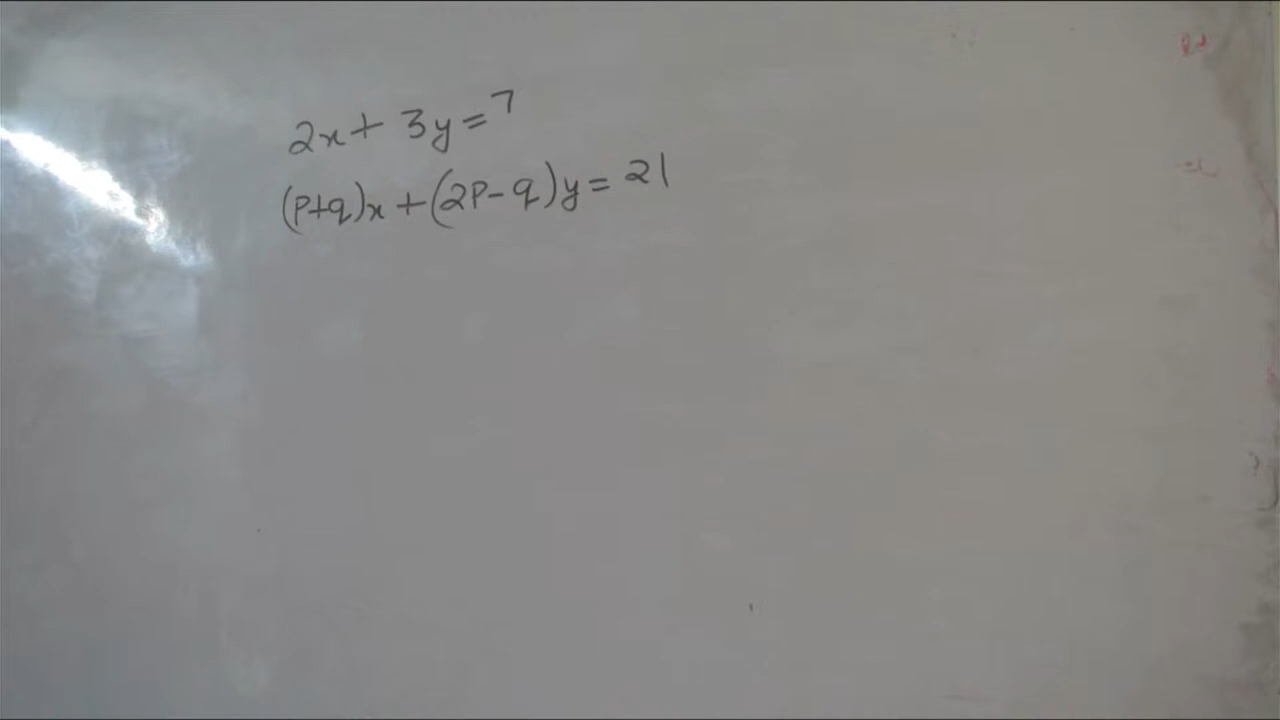 2x + 3y = 7
(p+q)x + (2p-q)y = 21